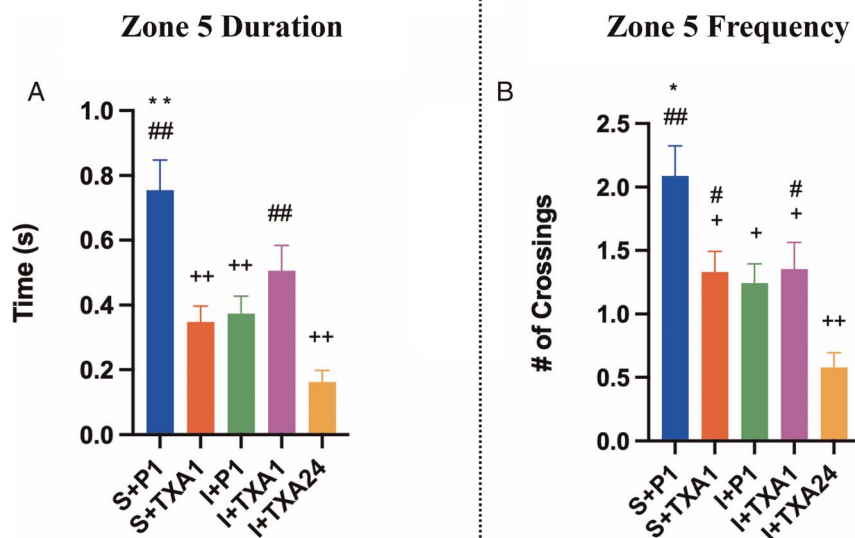 Zone 5 Duration
A
* *
##
++
++
##
++
1.0
0.8
0.6
0.4
0.2
0.0
Time (s)
S+P1
S+TXA1
I+P1
I+TXA1
I+TXA24
Zone 5 Frequency
B
*
##
#
+
+
#
+
++
2.5
2.0
1.5
1.0
0.5
0.0
# of Crossings
S+P1
S+TXA1
I+P1
I+TXA1
I+TXA24